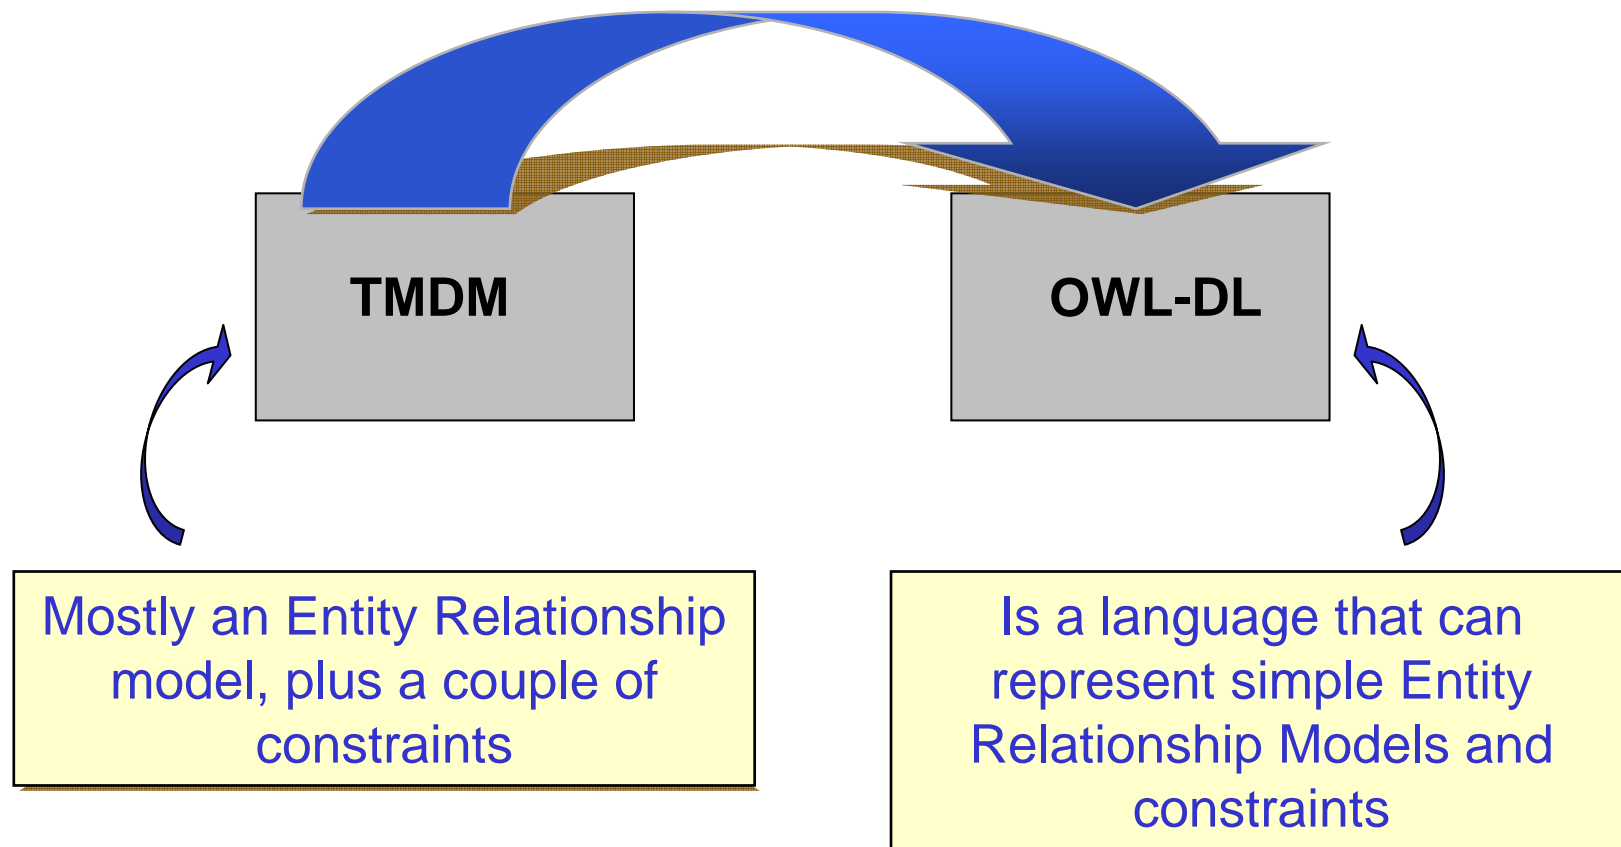 TMDM
OWL-DL
Mostly an Entity Relationship
model, plus a couple of
constraints
Is a language that can
represent simple Entity
Relationship Models and
constraints